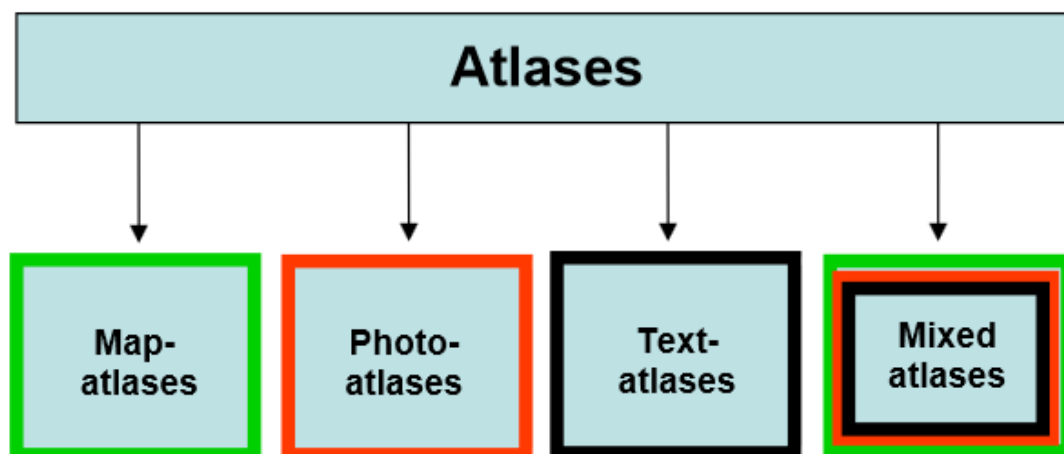 Atlases
Map-
atlases
Photo-
atlases
Text-
atlases
Mixed
atlases